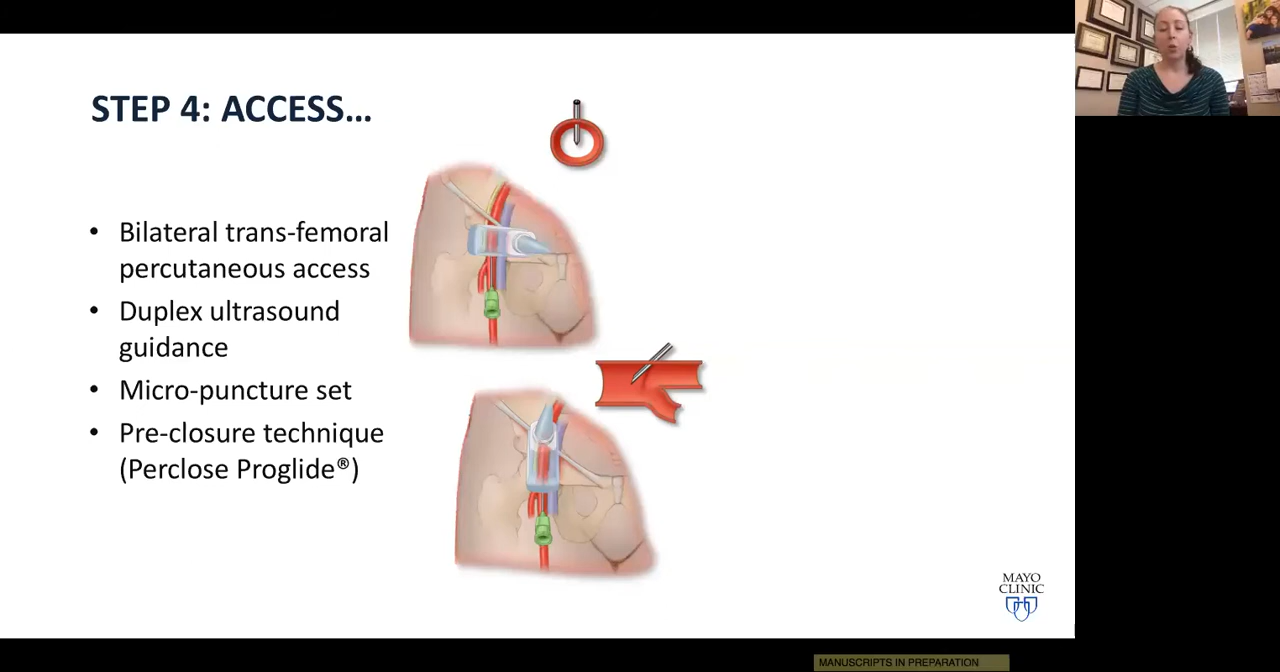 STEP 4: ACCESS...
• Bilateral trans-femoral
percutaneous access
• Duplex ultrasound
guidance
• Micro-puncture set
• Pre-closure technique
(Perclose Proglide®)
MAYO
CLINIC
MANUSCRIPTS IN PREPARATION